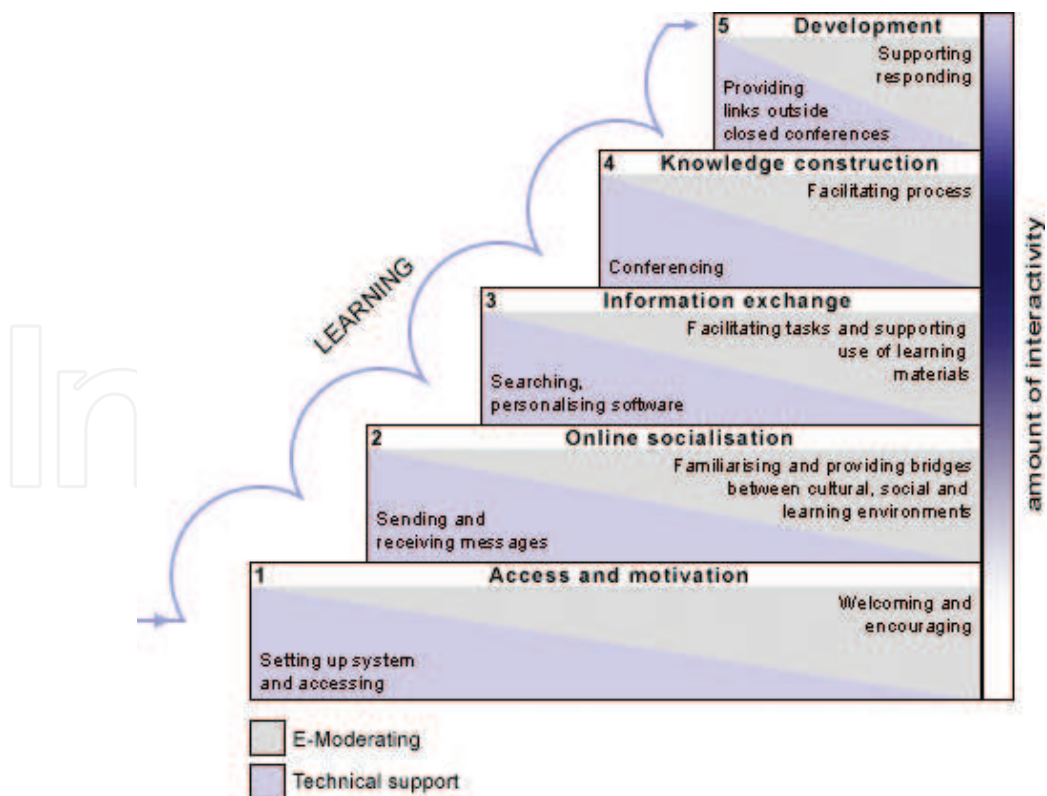 5 Development
Supporting
responding
Providing
links outside
closed conferences
4 Knowledge construction
Facilitating process
Conferencing
3 Information exchange
Facilitating tasks and supporting
use of learning
materials
Searching,
personalising software
2 Online socialisation
Familiarising and providing bridges
between cultural, social and
learning environments
Sending and
receiving messages
1 Access and motivation
Welcoming and
encouraging
Setting up system
and accessing
LEARNING
amount of interactivity
E-Moderating
Technical support
In